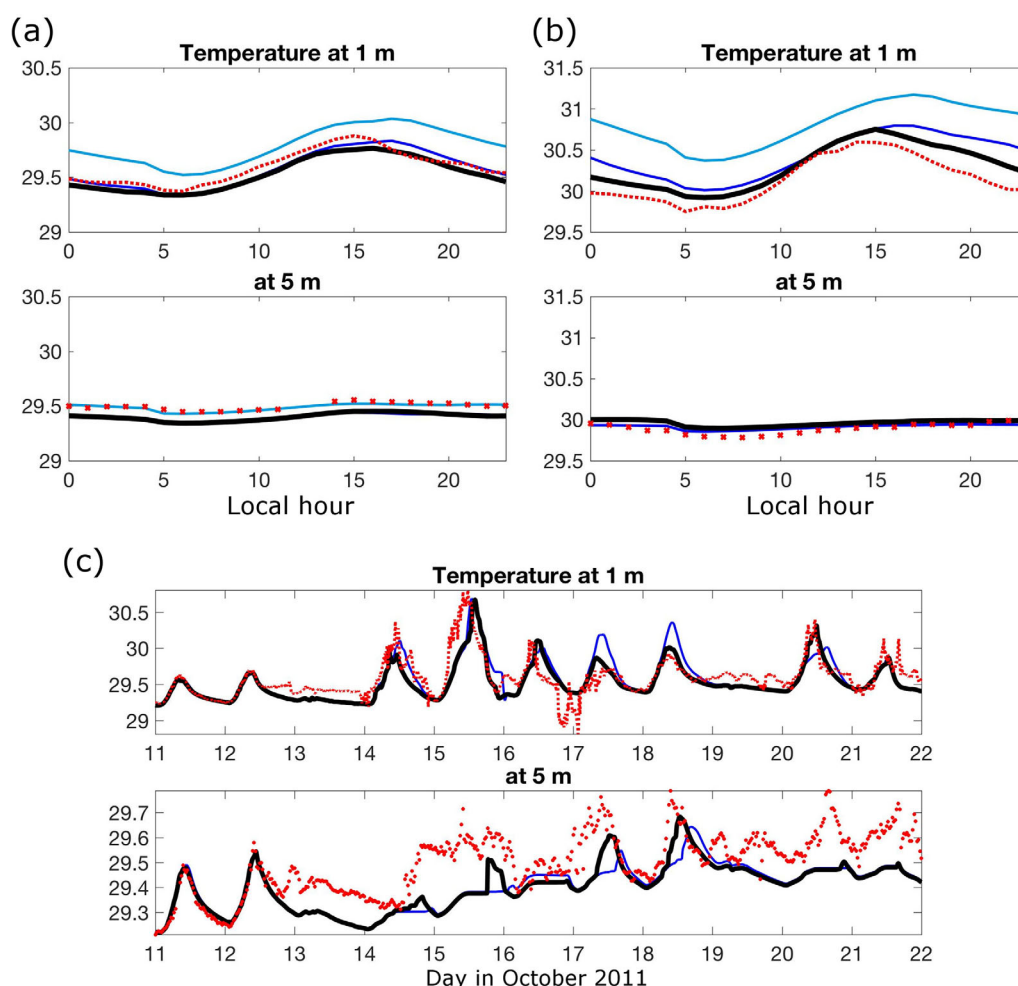 (a)
Temperature at 1 m
30.5
30
29.5
29
0 5 10 15 20
at 5 m
30.5
30
29.5
29
0 5 10 15 20
Local hour
(b)
Temperature at 1 m
31.5
31
30.5
30
29.5
0 5 10 15 20
at 5 m
31.5
31
30.5
30
29.5
0 5 10 15 20
Local hour
(c)
Temperature at 1 m
30.5
30
29.5
29
11 12 13 14 15 16 17 18 19 20 21 22
at 5 m
29.7
29.6
29.5
29.4
29.3
11 12 13 14 15 16 17 18 19 20 21 22
Day in October 2011